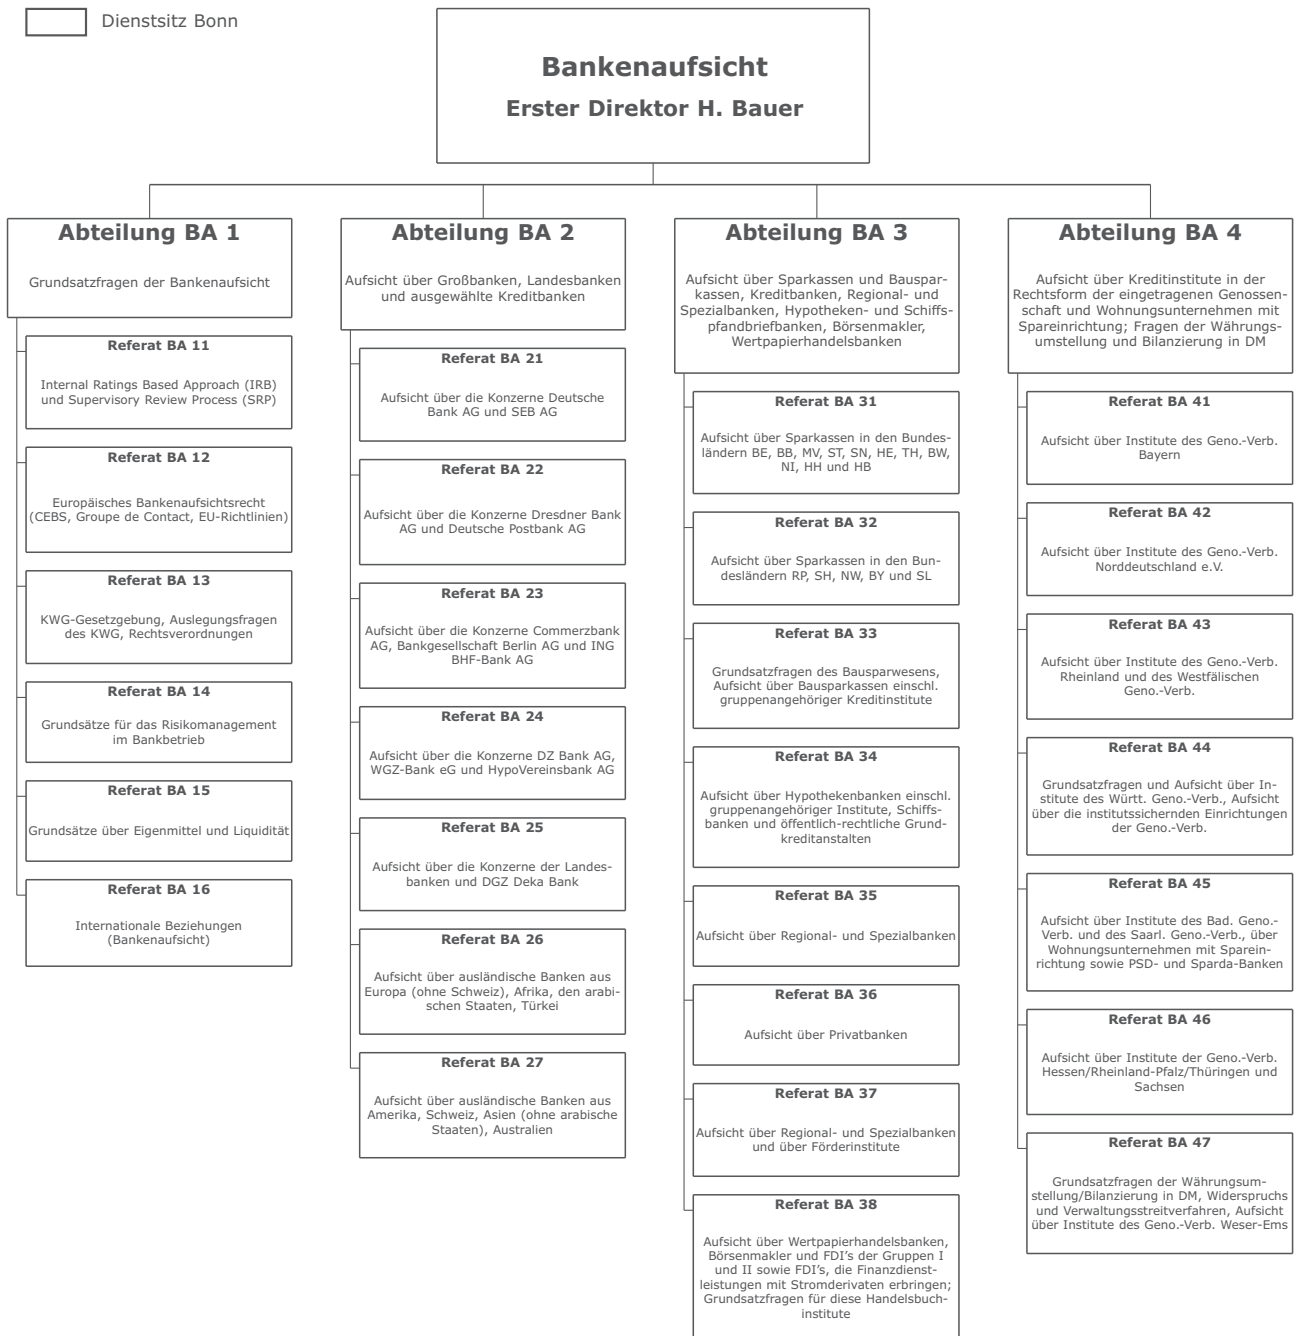 Dienstsitz Bonn
Bankenaufsicht
Erster Direktor H. Bauer
Abteilung BA 1
Grundsatzfragen der Bankenaufsicht
Referat BA 11
Internal Ratings Based Approach (IRB)
und Supervisory Review Process (SRP)
Referat BA 12
Europäisches Bankenaufsichtsrecht
(CEBS, Groupe de Contact, EU-Richtlinien)
Referat BA 13
KWG-Gesetzgebung, Auslegungsfragen
des KWG, Rechtsverordnungen
Referat BA 14
Grundsätze für das Risikomanagement
im Bankbetrieb
Referat BA 15
Grundsätze über Eigenmittel und Liquidität
Referat BA 16
Internationale Beziehungen
(Bankenaufsicht)
Abteilung BA 2
Aufsicht über Großbanken, Landesbanken
und ausgewählte Kreditbanken
Referat BA 21
Aufsicht über die Konzerne Deutsche
Bank AG und SEB AG
Referat BA 22
Aufsicht über die Konzerne Dresdner Bank
AG und Deutsche Postbank AG
Referat BA 23
Aufsicht über die Konzerne Commerzbank
AG, Bankgesellschaft Berlin AG und ING
BHF-Bank AG
Referat BA 24
Aufsicht über die Konzerne DZ Bank AG,
WGZ-Bank eG und HypoVereinsbank AG
Referat BA 25
Aufsicht über die Konzerne der Landes-
banken und DGZ Deka Bank
Referat BA 26
Aufsicht über ausländische Banken aus
Europa (ohne Schweiz), Afrika, den arabi-
schen Staaten, Türkei
Referat BA 27
Aufsicht über ausländische Banken aus
Amerika, Schweiz, Asien (ohne arabische
Staaten), Australien
Abteilung BA 3
Aufsicht über Sparkassen und Bauspar-
kassen, Kreditbanken, Regional- und
Spezialbanken, Hypotheken- und Schiffs-
pfandbriefbanken, Börsenmakler,
Wertpapierhandelsbanken
Referat BA 31
Aufsicht über Sparkassen in den Bundes-
ländern BE, BB, MV, ST, SN, HE, TH, BW,
NI, HH und HB
Referat BA 32
Aufsicht über Sparkassen in den Bun-
desländern RP, SH, NW, BY und SL
Referat BA 33
Grundsatzfragen des Bausparwesens,
Aufsicht über Bausparkassen einschl.
gruppenangehöriger Kreditinstitute
Referat BA 34
Aufsicht über Hypothekenbanken einschl.
gruppenangehöriger Institute, Schiffs-
banken und öffentlich-rechtliche Grund-
kreditanstalten
Referat BA 35
Aufsicht über Regional- und Spezialbanken
Referat BA 36
Aufsicht über Privatbanken
Referat BA 37
Aufsicht über Regional- und Spezialbanken
und über Förderinstitute
Referat BA 38
Aufsicht über Wertpapierhandelsbanken,
Börsenmakler und FDI's der Gruppen I
und II sowie FDI's, die Finanzdienst-
leistungen mit Stromderivaten erbringen;
Grundsatzfragen für diese Handelsbuch-
institute
Abteilung BA 4
Aufsicht über Kreditinstitute in der
Rechtsform der eingetragenen Genossen-
schaft und Wohnungsunternehmen mit
Spareinrichtung; Fragen der Währungs-
umstellung und Bilanzierung in DM
Referat BA 41
Aufsicht über Institute des Geno.-Verb.
Bayern
Referat BA 42
Aufsicht über Institute des Geno.-Verb.
Norddeutschland e.V.
Referat BA 43
Aufsicht über Institute des Geno.-Verb.
Rheinland und des Westfälischen
Geno.-Verb.
Referat BA 44
Grundsatzfragen und Aufsicht über In-
stitute des Württ. Geno.-Verb., Aufsicht
über die institutssichernden Einrichtungen
der Geno.-Verb.
Referat BA 45
Aufsicht über Institute des Bad. Geno.-
Verb. und des Saarl. Geno.-Verb., über
Wohnungsunternehmen mit Sparein-
richtung sowie PSD- und Sparda-Banken
Referat BA 46
Aufsicht über Institute der Geno.-Verb.
Hessen/Rheinland-Pfalz/Thüringen und
Sachsen
Referat BA 47
Grundsatzfragen der Währungsum-
stellung/Bilanzierung in DM, Widerspruchs
und Verwaltungsstreitverfahren, Aufsicht
über Institute des Geno.-Verb. Weser-Ems